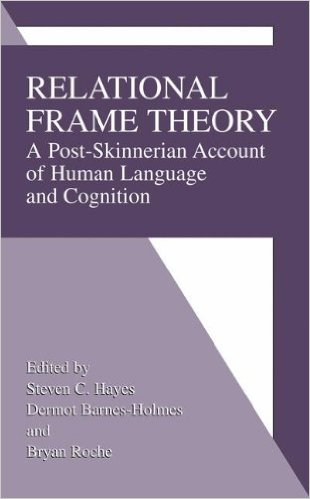 RELATIONAL
FRAME THEORY
A Post-Skinnerian Account
of Human Language
and Cognition
Edited by
Steven C. Hayes
Dermot Barnes-Holmes
and
Bryan Roche